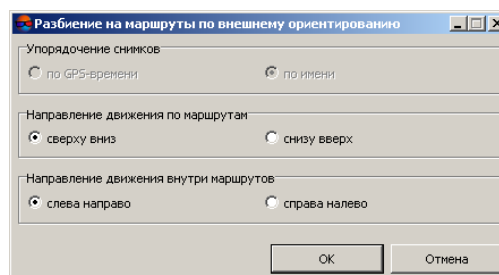 Разбиение на маршруты по внешнему ориентированию
Упорядочение снимков
по GPS-времени по имени
Направление движения по маршрутам
сверху вниз снизу вверх
Направление движения внутри маршрутов
слева направо справа налево
OK Отмена